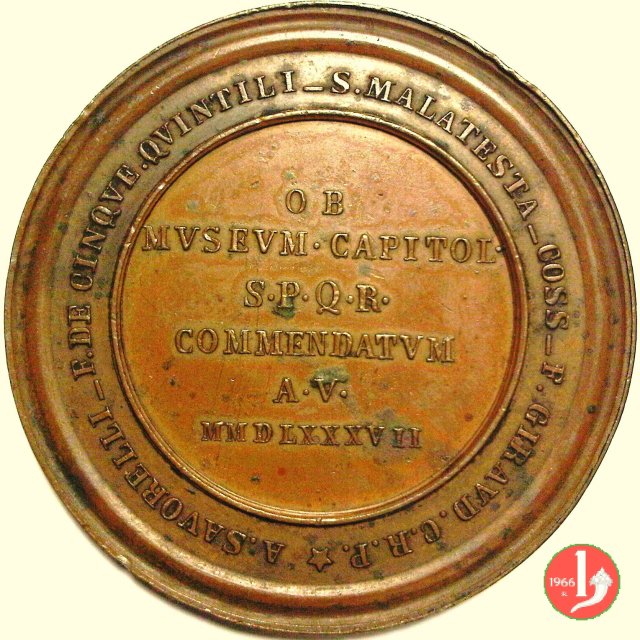 A. SAVORELLI – F. DE CINQVE . QVINTILI – S. MALATESTA – COSS – F. GIRAVD . C. R. P.
OB
MVSEVM · CAPITOL ·
S · P · Q · R ·
COMMENDATVM
A · V ·
MMDLXXXVII
1966